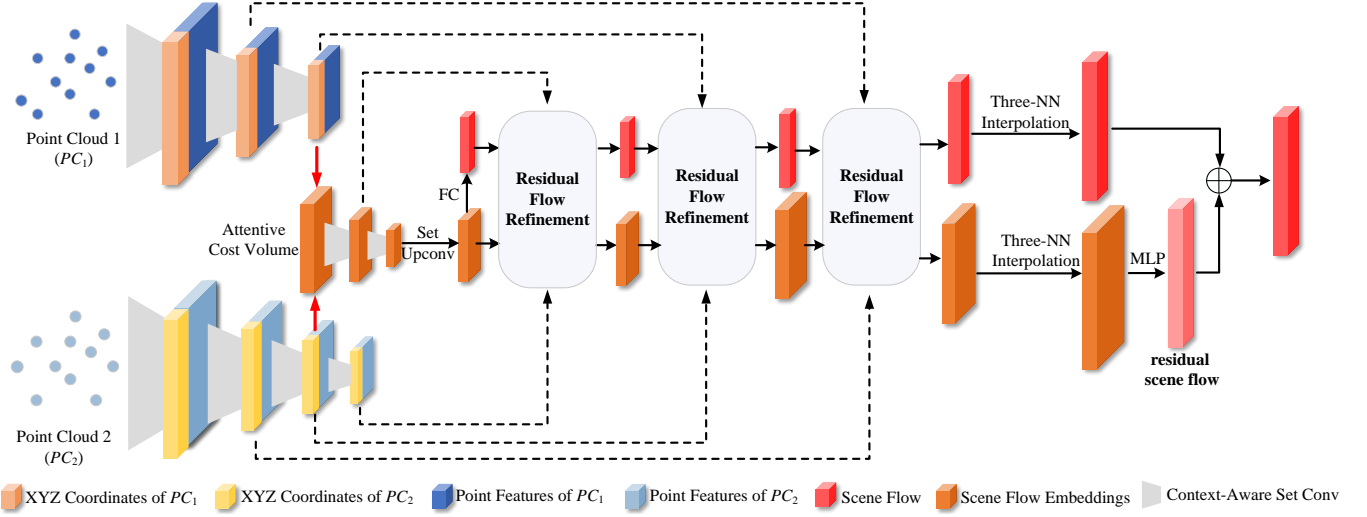 Point Cloud 1
(PC₁)
Attentive
Cost Volume
FC
Set
Upconv
Residual
Flow
Refinement
Residual
Flow
Refinement
Residual
Flow
Refinement
Three-NN
Interpolation
Three-NN
Interpolation
MLP
residual
scene flow
Point Cloud 2
(PC₂)
XYZ Coordinates of PC₁
XYZ Coordinates of PC₂
Point Features of PC₁
Point Features of PC₂
Scene Flow
Scene Flow Embeddings
Context-Aware Set Conv